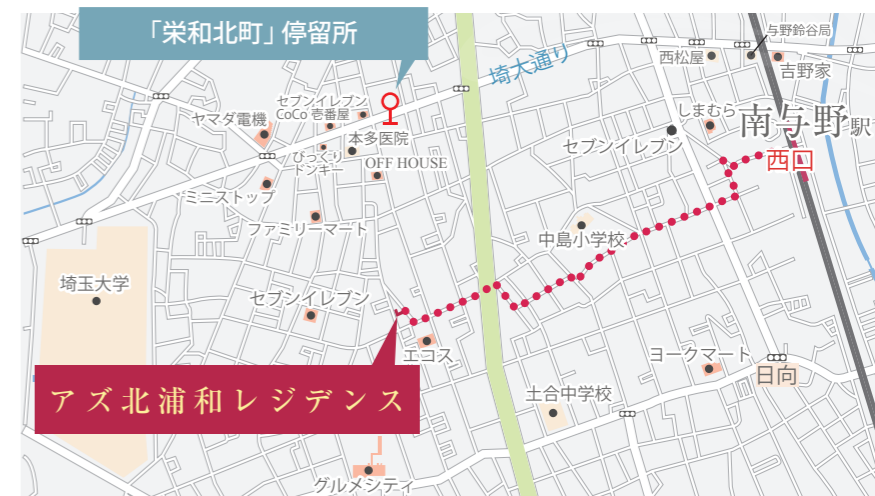 「栄和北町」停留所
与野鈴谷局
埼大通り
西松屋
吉野家
セブンイレブン
CoCo 壱番屋
ヤマダ電機
しまむら
南与野駅
本多医院
セブンイレブン
びっくり
ドンキー
OFF HOUSE
西口
ミニストップ
ファミリーマート
中島小学校
埼玉大学
セブンイレブン
エコス
ヨークマート
日向
アズ北浦和レジデンス
土合中学校
グルメシティ